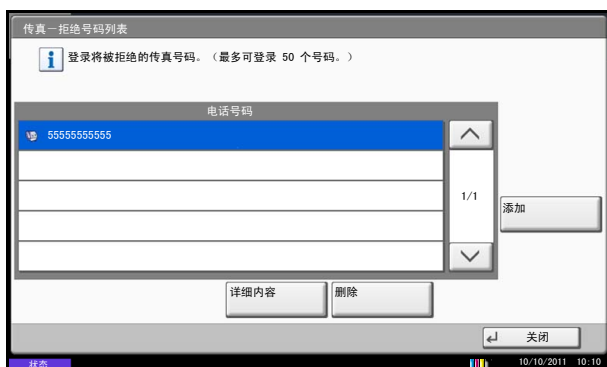 传真－拒绝号码列表
登录将被拒绝的传真号码。（最多可登录 50 个号码。）
电话号码
55555555555
1/1
添加
详细内容
删除
关闭
状态
10/10/2011 10:10